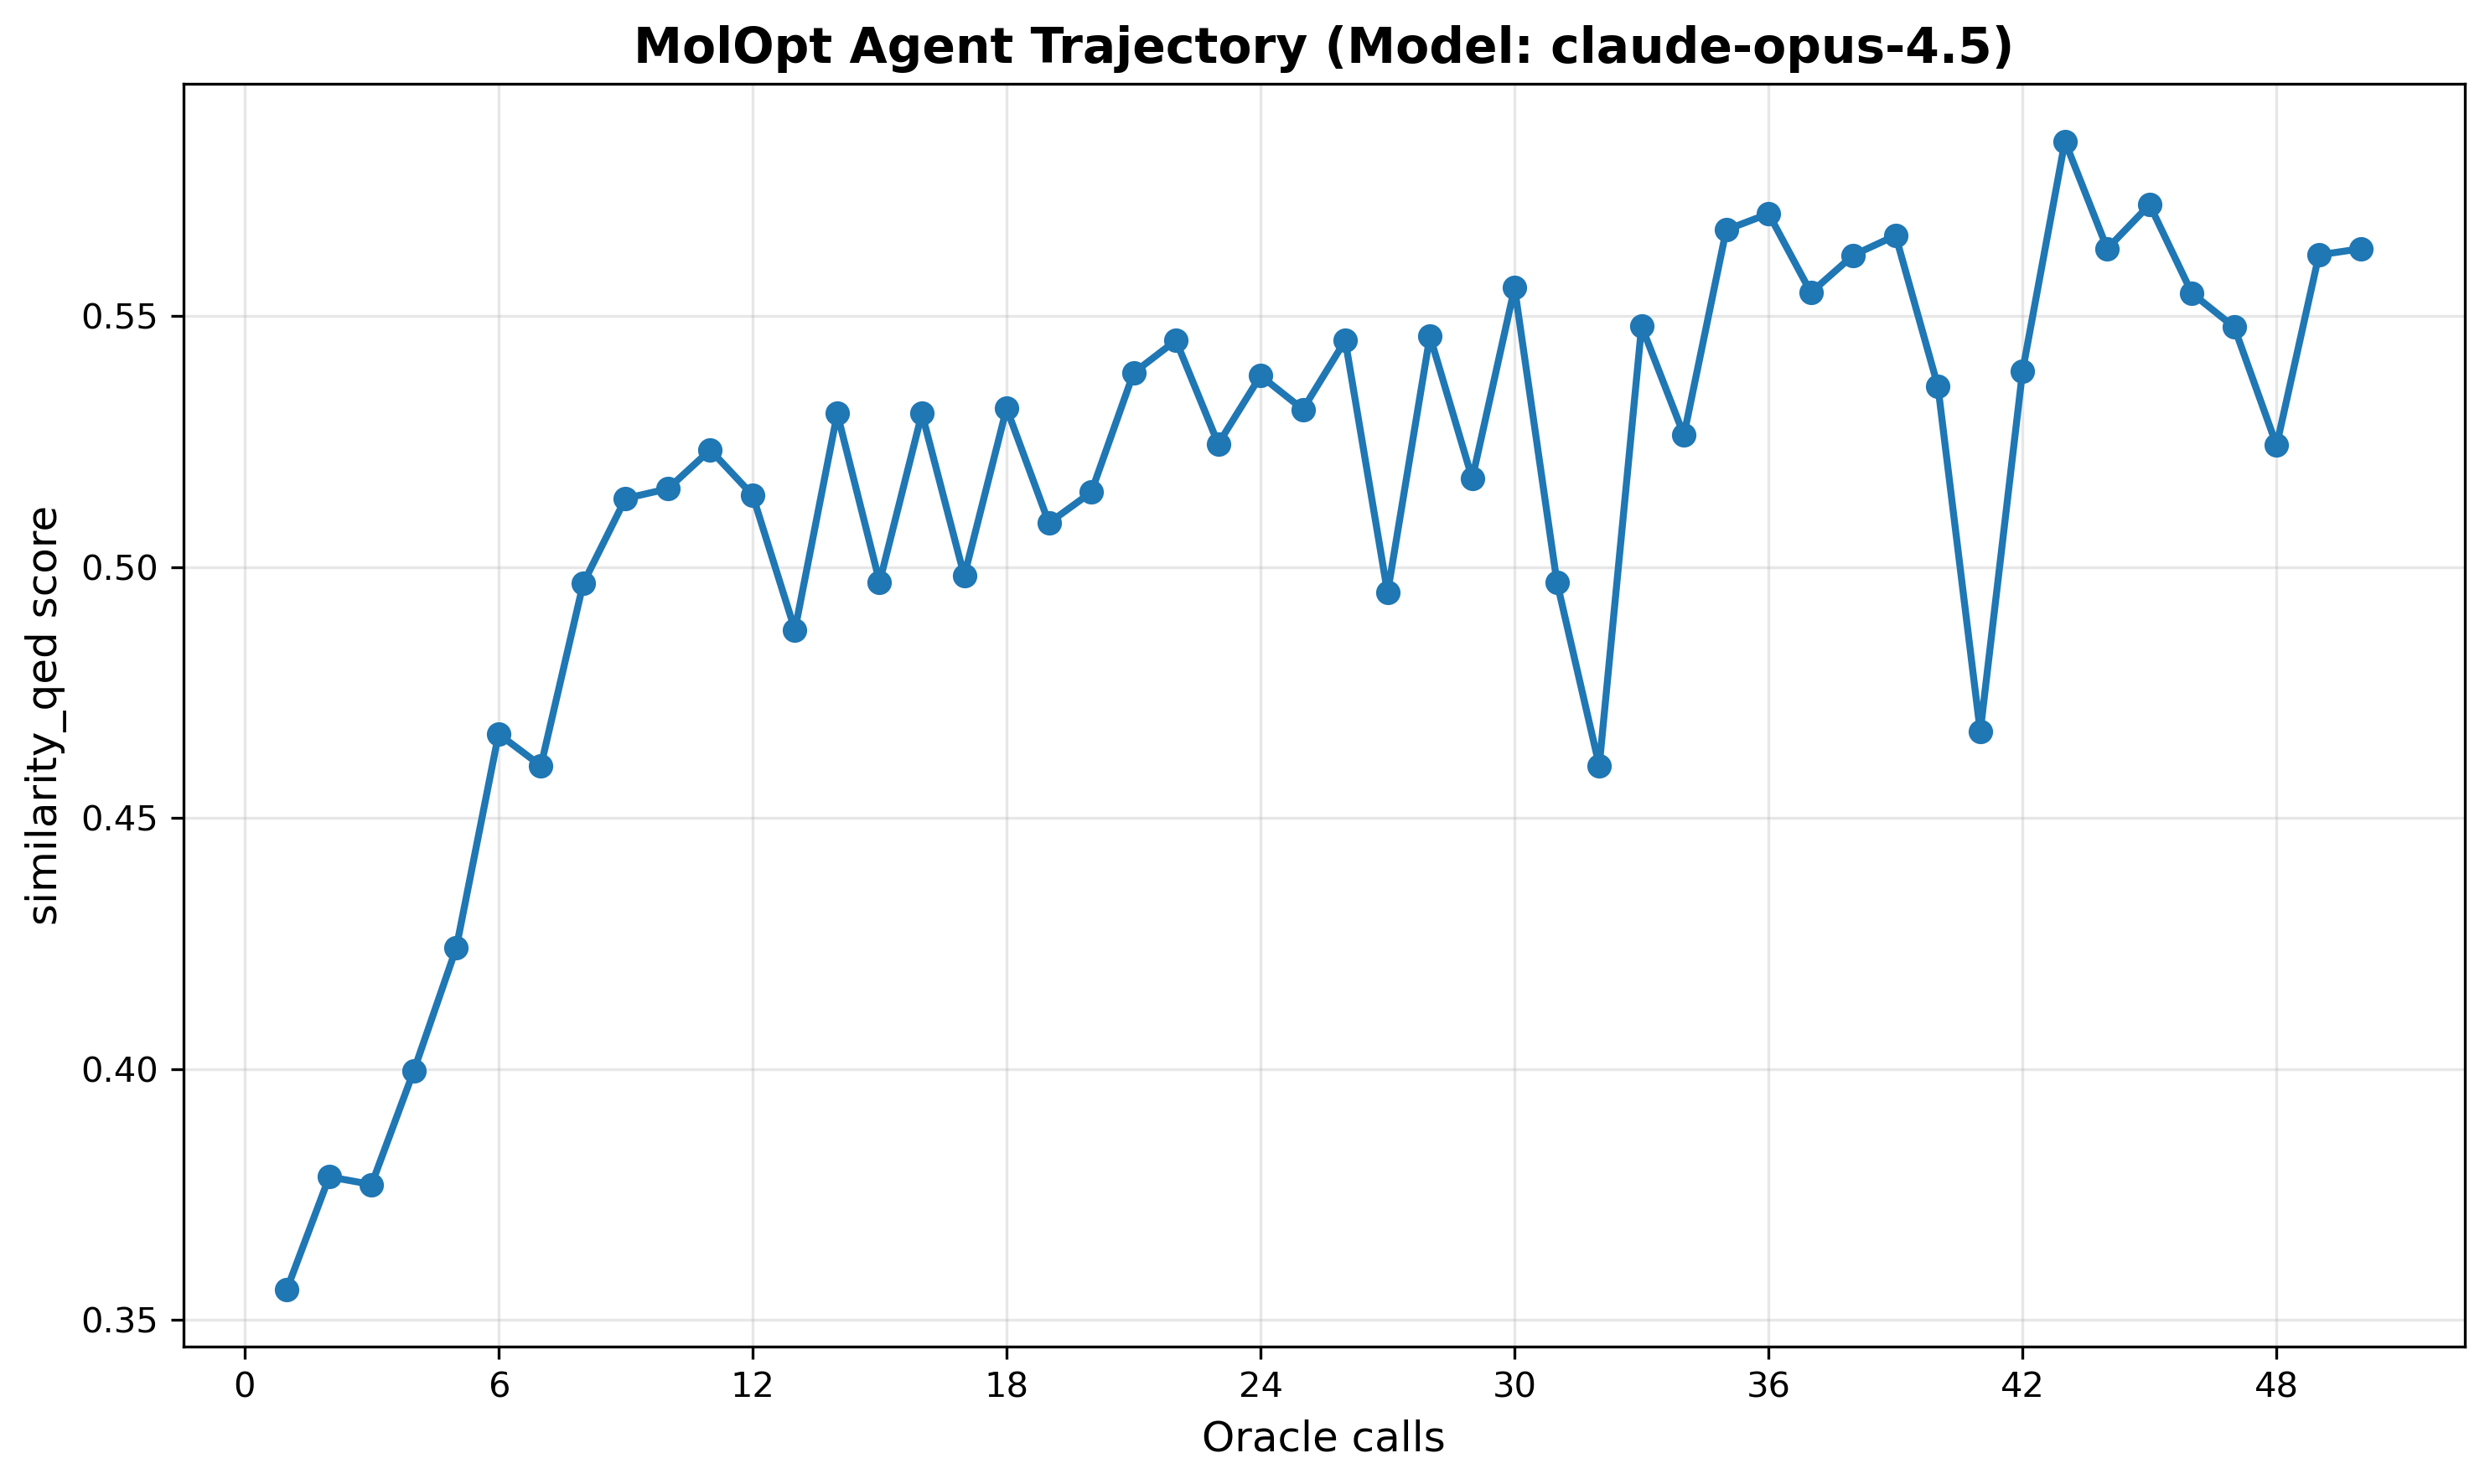 MolOpt Agent Trajectory (Model: claude-opus-4.5)
similarity_qed score
0.55
0.50
0.45
0.40
0.35
0 6 12 18 24 30 36 42 48
Oracle calls